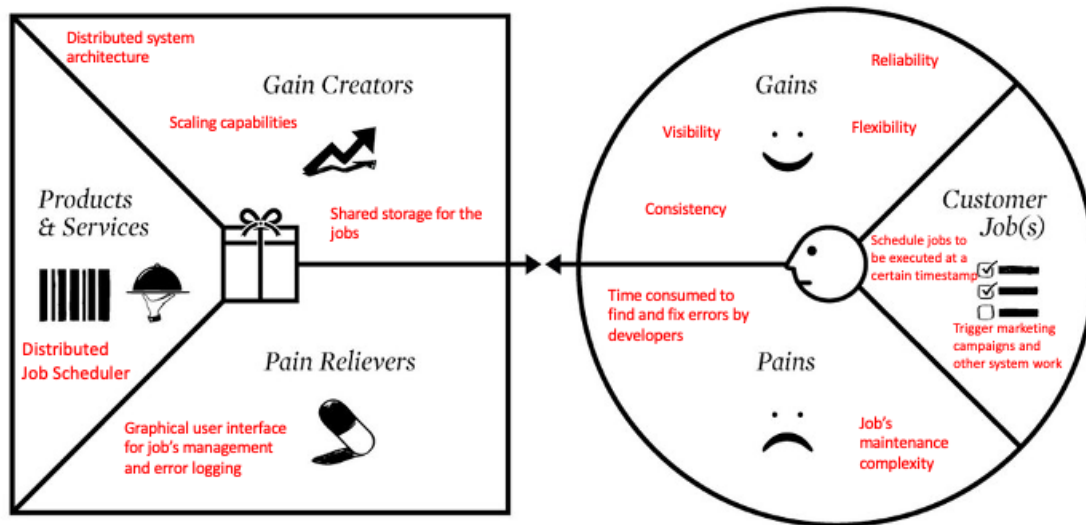 Distributed system
architecture
Gain Creators
Scaling capabilities
Products
& Services
Shared storage for the
jobs
Distributed
Job Scheduler
Pain Relievers
Graphical user interface
for job's management
and error logging
Reliability
Gains
Visibility
Flexibility
Consistency
Customer
Job(s)
Schedule jobs to
be executed at a
certain timestamp
Trigger marketing
campaigns and
other system work
Time consumed to
find and fix errors by
developers
Pains
Job's
maintenance
complexity